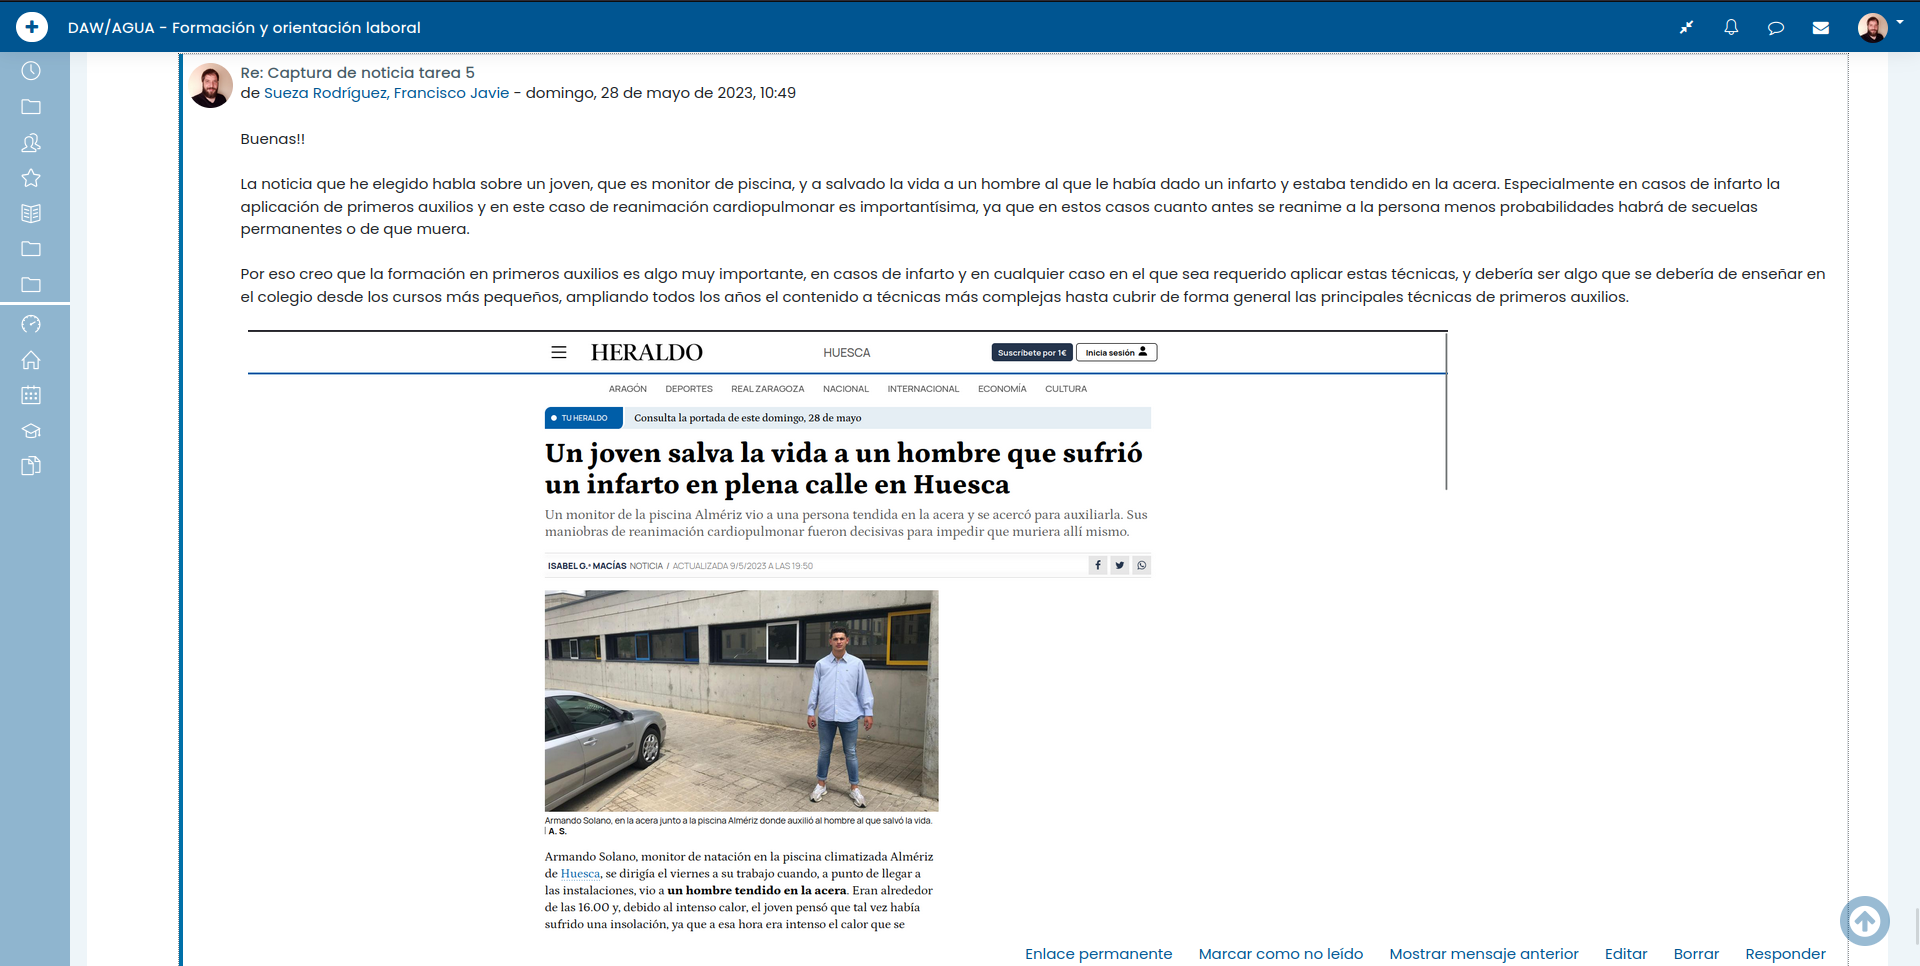 DAW/AGUA - Formación y orientación laboral
Re: Captura de noticia tarea 5
de Sueza Rodríguez, Francisco Javie - domingo, 28 de mayo de 2023, 10:49
Buenas!!
La noticia que he elegido habla sobre un joven, que es monitor de piscina, y a salvado la vida a un hombre al que le había dado un infarto y estaba tendido en la acera. Especialmente en casos de infarto la
aplicación de primeros auxilios y en este caso de reanimación cardiopulmonar es importantísima, ya que en estos casos cuanto antes se reanime a la persona menos probabilidades habrá de secuelas
permanentes o de que muera.
Por eso creo que la formación en primeros auxilios es algo muy importante, en casos de infarto y en cualquier caso en el que sea requerido aplicar estas técnicas, y debería ser algo que se debería de enseñar en
el colegio desde los cursos más pequeños, ampliando todos los años el contenido a técnicas más complejas hasta cubrir de forma general las principales técnicas de primeros auxilios.
HERALDO HUESCA Suscríbete por 1€ Inicia sesión
ARAGÓN DEPORTES REAL ZARAGOZA NACIONAL INTERNACIONAL ECONOMÍA CULTURA
TU HERALDO Consulta la portada de este domingo, 28 de mayo
Un joven salva la vida a un hombre que sufrió
un infarto en plena calle en Huesca
Un monitor de la piscina Almériz vio a una persona tendida en la acera y se acercó para auxiliarla. Sus
maniobras de reanimación cardiopulmonar fueron decisivas para impedir que muriera allí mismo.
ISABEL G.ª MACÍAS NOTICIA / ACTUALIZADA 9/5/2023 A LAS 19:50
Armando Solano, en la acera junto a la piscina Almériz donde auxilió al hombre al que salvó la vida.
| A. S.
Armando Solano, monitor de natación en la piscina climatizada Almériz
de Huesca, se dirigía el viernes a su trabajo cuando, a punto de llegar a
las instalaciones, vio a un hombre tendido en la acera. Eran alrededor
de las 16.00 y, debido al intenso calor, el joven pensó que tal vez había
sufrido una insolación, ya que a esa hora era intenso el calor que se
Enlace permanente Marcar como no leído Mostrar mensaje anterior Editar Borrar Responder